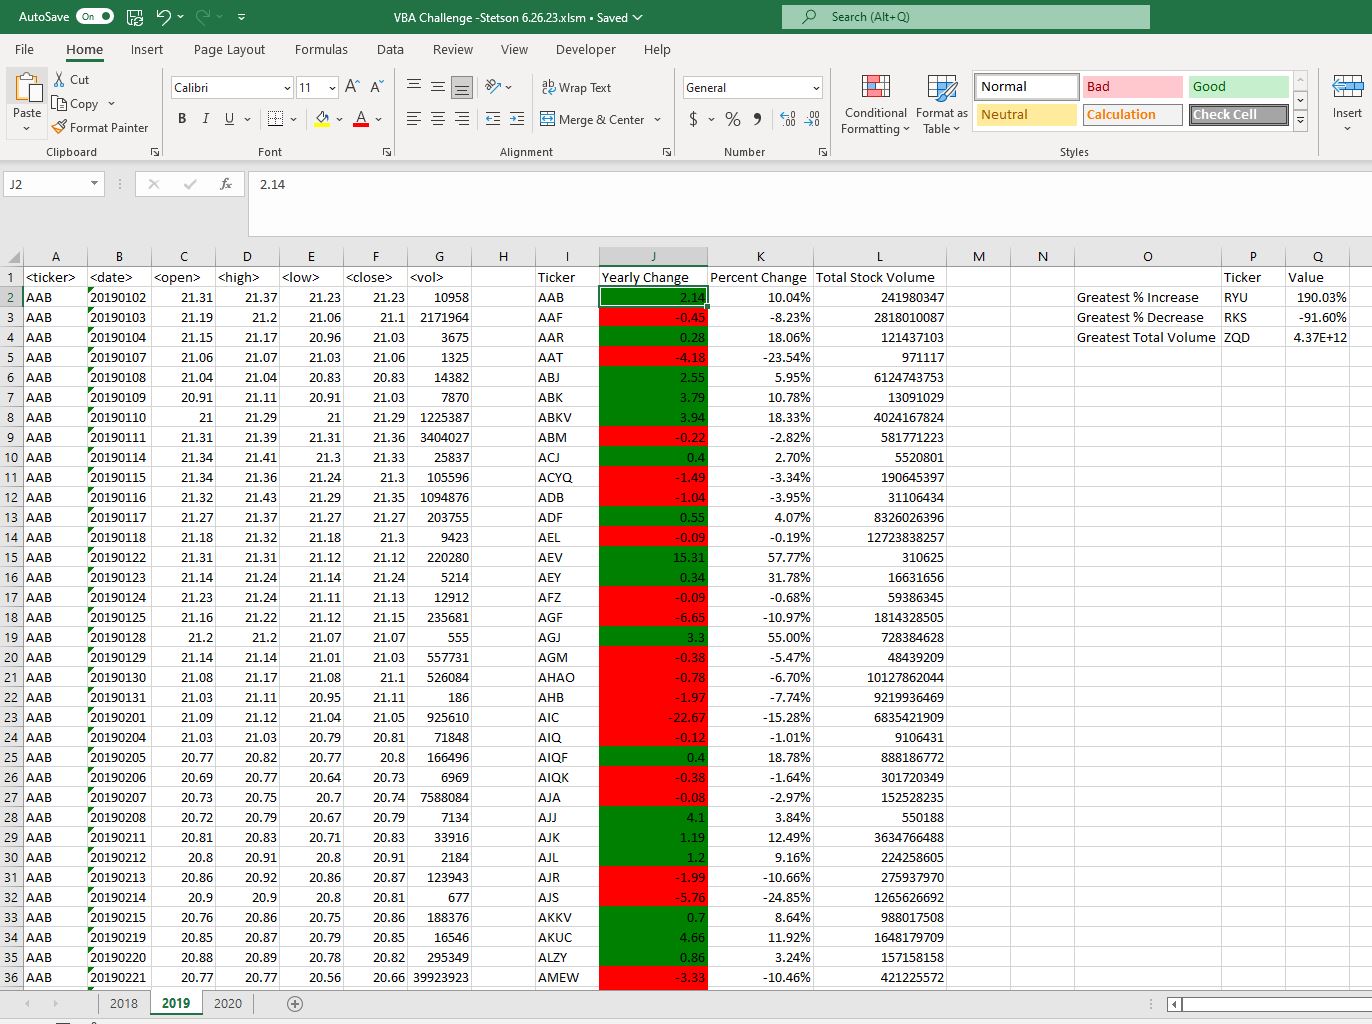 AutoSave On VBA Challenge -Stetson 6.26.23.xlsm • Saved Search (Alt+Q)
File Home Insert Page Layout Formulas Data Review View Developer Help
Paste Cut Copy Format Painter Calibri 11 B I U A Wrap Text Merge & Center General $ % Conditional Formatting Format as Table Normal Bad Good Neutral Calculation Check Cell Insert
Clipboard Font Alignment Number Styles
J2 fx 2.14
A B C D E F G H I J K L M N O P Q
1 <ticker> <date> <open> <high> <low> <close> <vol> Ticker Yearly Change Percent Change Total Stock Volume Ticker Value
2 AAB 20190102 21.31 21.37 21.23 21.23 10958 AAB 2.14 10.04% 241980347 Greatest % Increase RYU 190.03%
3 AAB 20190103 21.19 21.2 21.06 21.1 2171964 AAF -0.45 -8.23% 2818010087 Greatest % Decrease RKS -91.60%
4 AAB 20190104 21.15 21.17 20.96 21.03 3675 AAR 0.28 18.06% 121437103 Greatest Total Volume ZQD 4.37E+12
5 AAB 20190107 21.06 21.07 21.03 21.06 1325 AAT -4.18 -23.54% 971117
6 AAB 20190108 21.04 21.04 20.83 20.83 14382 ABJ 2.55 5.95% 6124743753
7 AAB 20190109 20.91 21.11 20.91 21.03 7870 ABK 3.79 10.78% 13091029
8 AAB 20190110 21 21.29 21 21.29 1225387 ABKV 3.94 18.33% 4024167824
9 AAB 20190111 21.31 21.39 21.31 21.36 3404027 ABM -0.22 -2.82% 581771223
10 AAB 20190114 21.34 21.41 21.3 21.33 25837 ACJ 0.4 2.70% 5520801
11 AAB 20190115 21.34 21.36 21.24 21.3 105596 ACYQ -1.49 -3.34% 190645397
12 AAB 20190116 21.32 21.43 21.29 21.35 1094876 ADB -1.04 -3.95% 31106434
13 AAB 20190117 21.27 21.37 21.27 21.27 203755 ADF 0.55 4.07% 8326026396
14 AAB 20190118 21.18 21.32 21.18 21.3 9423 AEL -0.09 -0.19% 12723838257
15 AAB 20190122 21.31 21.31 21.12 21.12 220280 AEV 15.31 57.77% 310625
16 AAB 20190123 21.14 21.24 21.14 21.24 5214 AEY 0.34 31.78% 16631656
17 AAB 20190124 21.23 21.24 21.11 21.13 12912 AFZ -0.09 -0.68% 59386345
18 AAB 20190125 21.16 21.22 21.12 21.15 235681 AGF -6.65 -10.97% 1814328505
19 AAB 20190128 21.2 21.2 21.07 21.07 555 AGJ 3.3 55.00% 728384628
20 AAB 20190129 21.14 21.14 21.01 21.03 557731 AGM -0.38 -5.47% 48439209
21 AAB 20190130 21.08 21.17 21.08 21.1 526084 AHAO -0.78 -6.70% 10127862044
22 AAB 20190131 21.03 21.11 20.95 21.11 186 AHB -1.97 -7.74% 9219936469
23 AAB 20190201 21.09 21.12 21.04 21.05 925610 AIC -22.67 -15.28% 6835421909
24 AAB 20190204 21.03 21.03 20.79 20.81 71848 AIQ -0.12 -1.01% 9106431
25 AAB 20190205 20.77 20.82 20.77 20.8 166496 AIQF 0.4 18.78% 888186772
26 AAB 20190206 20.69 20.77 20.64 20.73 6969 AIQK -0.38 -1.64% 301720349
27 AAB 20190207 20.73 20.75 20.7 20.74 7588084 AJA -0.08 -2.97% 152528235
28 AAB 20190208 20.72 20.79 20.67 20.79 7134 AJJ 4.1 3.84% 550188
29 AAB 20190211 20.81 20.83 20.71 20.83 33916 AJK 1.19 12.49% 3634766488
30 AAB 20190212 20.8 20.91 20.8 20.91 2184 AJL 1.2 9.16% 224258605
31 AAB 20190213 20.86 20.92 20.86 20.87 123943 AJR -1.99 -10.66% 275937970
32 AAB 20190214 20.9 20.9 20.8 20.81 677 AJS -5.76 -24.85% 1265626692
33 AAB 20190215 20.76 20.86 20.75 20.86 188376 AKKV 0.7 8.64% 988017508
34 AAB 20190219 20.85 20.87 20.79 20.85 16546 AKUC 4.66 11.92% 1648179709
35 AAB 20190220 20.88 20.89 20.78 20.82 295349 ALZY 0.86 3.24% 157158158
36 AAB 20190221 20.77 20.77 20.56 20.66 39923923 AMEW -3.33 -10.46% 421225572
2018 2019 2020